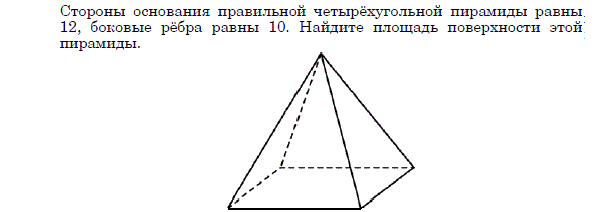 Стороны основания правильной четырёхугольной пирамиды равны
12, боковые рёбра равны 10. Найдите площадь поверхности этой
пирамиды.